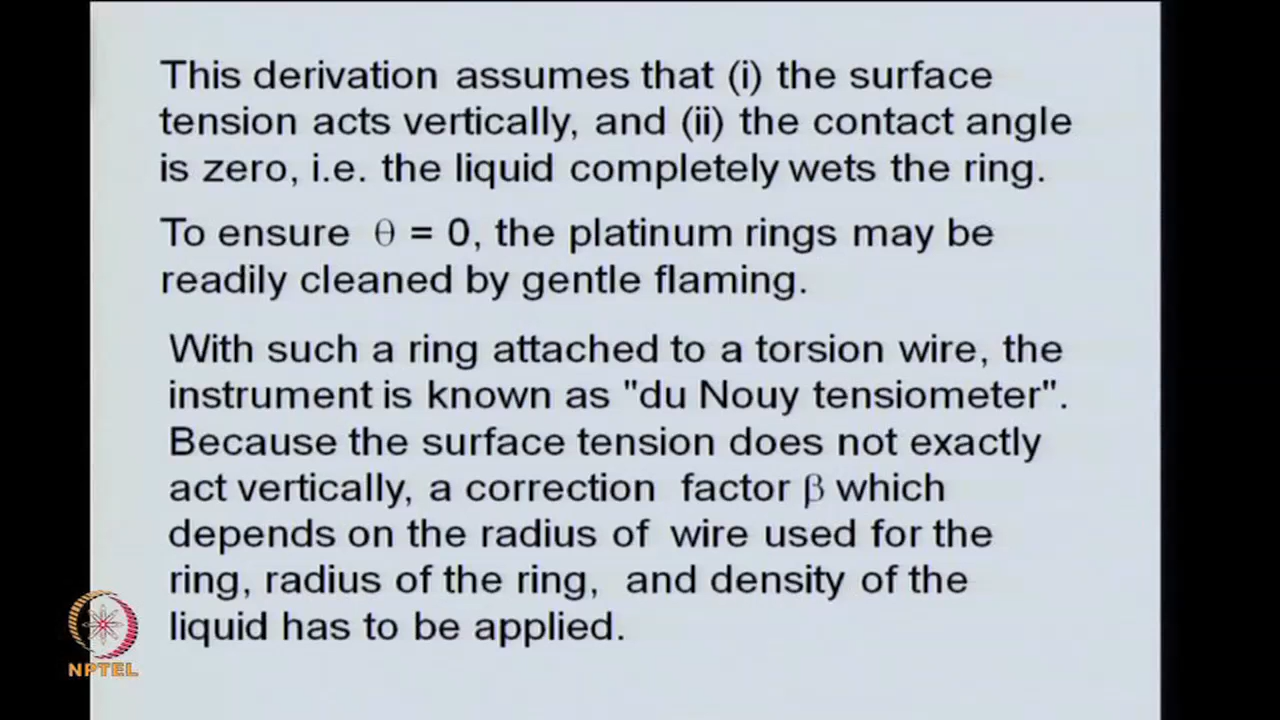 This derivation assumes that (i) the surface
tension acts vertically, and (ii) the contact angle
is zero, i.e. the liquid completely wets the ring.
To ensure θ = 0, the platinum rings may be
readily cleaned by gentle flaming.
With such a ring attached to a torsion wire, the
instrument is known as "du Nouy tensiometer".
Because the surface tension does not exactly
act vertically, a correction factor β which
depends on the radius of wire used for the
ring, radius of the ring, and density of the
liquid has to be applied.
NPTEL